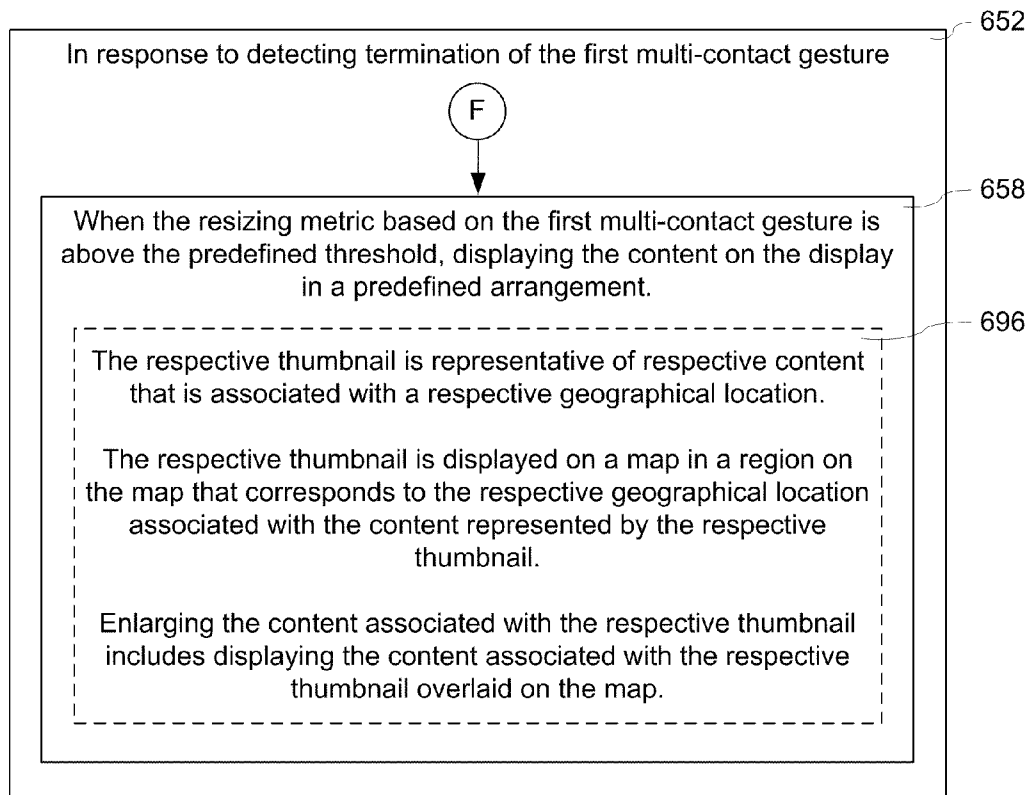 652
In response to detecting termination of the first multi-contact gesture
F
658
When the resizing metric based on the first multi-contact gesture is
above the predefined threshold, displaying the content on the display
in a predefined arrangement.
696
The respective thumbnail is representative of respective content
that is associated with a respective geographical location.
The respective thumbnail is displayed on a map in a region on
the map that corresponds to the respective geographical location
associated with the content represented by the respective
thumbnail.
Enlarging the content associated with the respective thumbnail
includes displaying the content associated with the respective
thumbnail overlaid on the map.